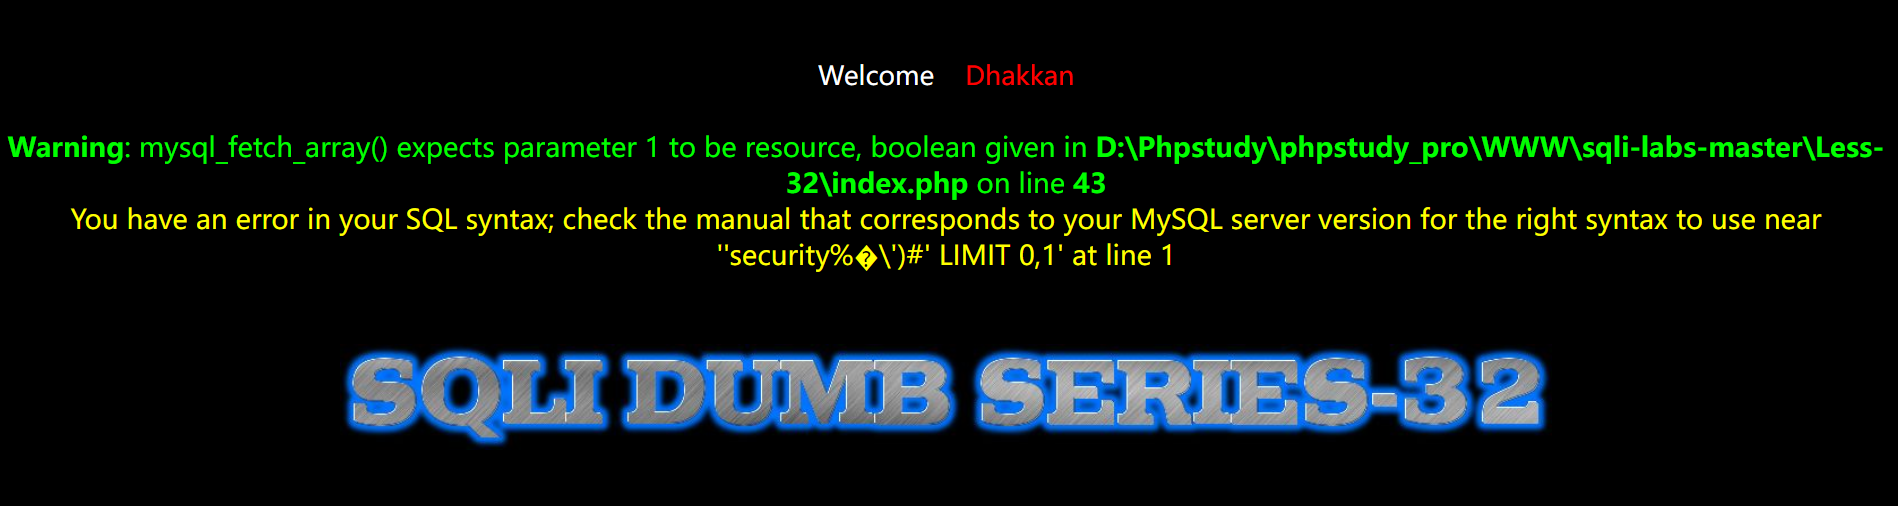 Welcome Dhakkan
Warning: mysql_fetch_array() expects parameter 1 to be resource, boolean given in D:\Phpstudy\phpstudy_pro\WWW\sqli-labs-master\Less-
32\index.php on line 43
You have an error in your SQL syntax; check the manual that corresponds to your MySQL server version for the right syntax to use near
''security%�\')#' LIMIT 0,1' at line 1
SQLI DUMB SERIES-32